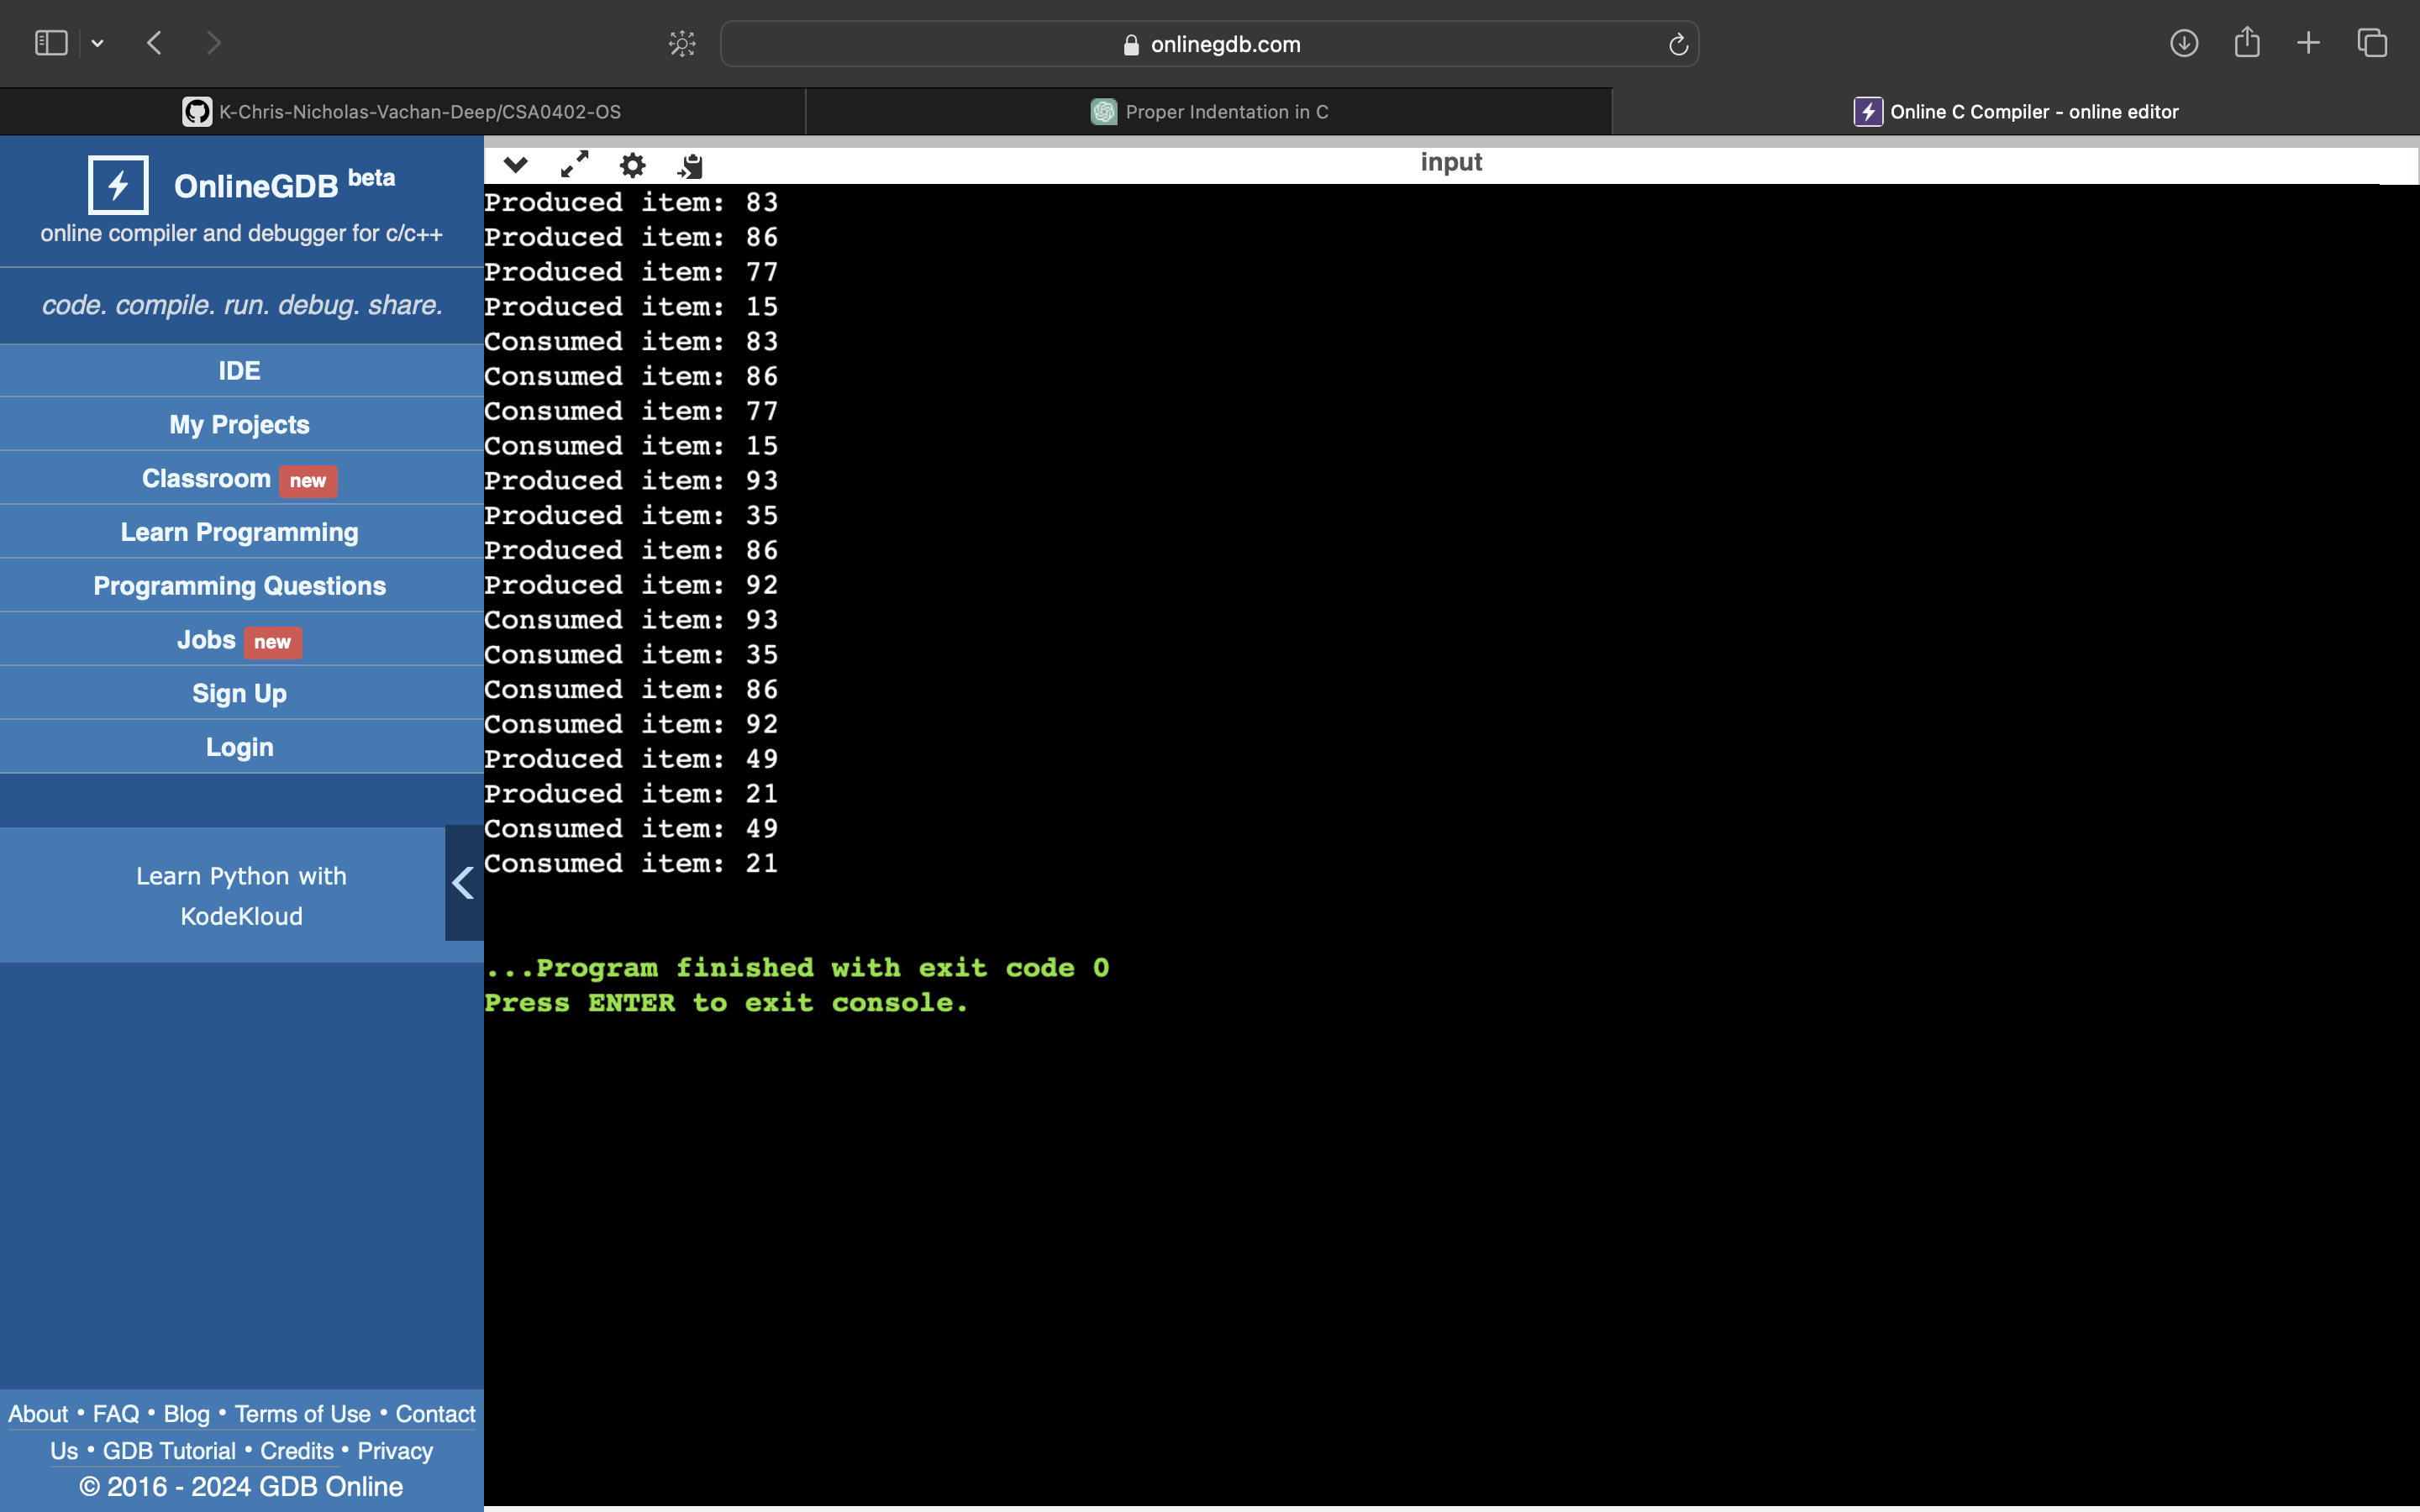 onlinegdb.com
K-Chris-Nicholas-Vachan-Deep/CSA0402-OS
Proper Indentation in C
Online C Compiler - online editor
OnlineGDB beta
online compiler and debugger for c/c++
code. compile. run. debug. share.
IDE
My Projects
Classroom new
Learn Programming
Programming Questions
Jobs new
Sign Up
Login
Learn Python with
KodeKloud
About • FAQ • Blog • Terms of Use • Contact
Us • GDB Tutorial • Credits • Privacy
© 2016 - 2024 GDB Online
input
Produced item: 83
Produced item: 86
Produced item: 77
Produced item: 15
Consumed item: 83
Consumed item: 86
Consumed item: 77
Consumed item: 15
Produced item: 93
Produced item: 35
Produced item: 86
Produced item: 92
Consumed item: 93
Consumed item: 35
Consumed item: 86
Consumed item: 92
Produced item: 49
Produced item: 21
Consumed item: 49
Consumed item: 21
...Program finished with exit code 0
Press ENTER to exit console.